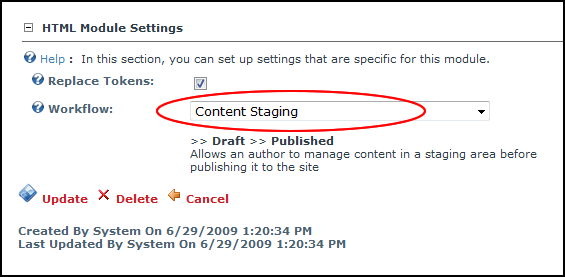 HTML Module Settings
Help : In this section, you can set up settings that are specific for this module.
Replace Tokens:
Workflow: Content Staging
>> Draft >> Published
Allows an author to manage content in a staging area before
publishing it to the site
Update Delete Cancel
Created By System On 6/29/2009 1:20:34 PM
Last Updated By System On 6/29/2009 1:20:34 PM